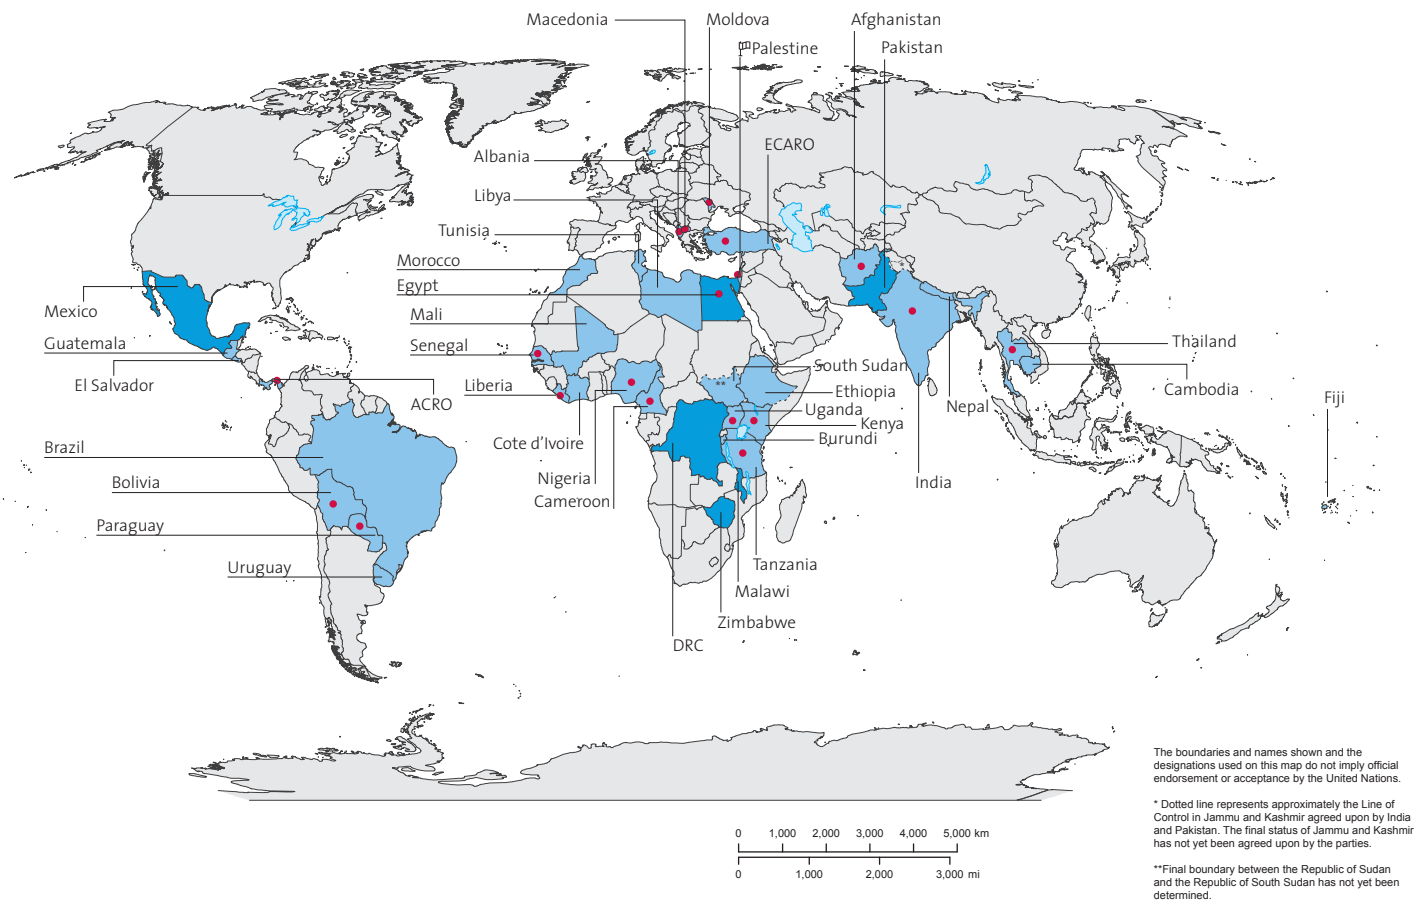 Macedonia
Moldova
Afghanistan
Palestine
Pakistan
Albania
ECARO
Libya
Tunisia
Morocco
Egypt
Mexico
Mali
Guatemala
Senegal
Thailand
El Salvador
South Sudan
Liberia
Ethiopia
Cambodia
ACRO
Uganda
Nepal
Fiji
Kenya
Burundi
Brazil
Cote d’Ivoire
Nigeria
India
Bolivia
Cameroon
Paraguay
Uruguay
Tanzania
Malawi
Zimbabwe
DRC
*
**
The boundaries and names shown and the
designations used on this map do not imply official
endorsement or acceptance by the United Nations.
* Dotted line represents approximately the Line of
Control in Jammu and Kashmir agreed upon by India
and Pakistan. The final status of Jammu and Kashmir
has not yet been agreed upon by the parties.
**Final boundary between the Republic of Sudan
and the Republic of South Sudan has not yet been
determined.
0 1,000 2,000 3,000 4,000 5,000 km
0 1,000 2,000 3,000 mi